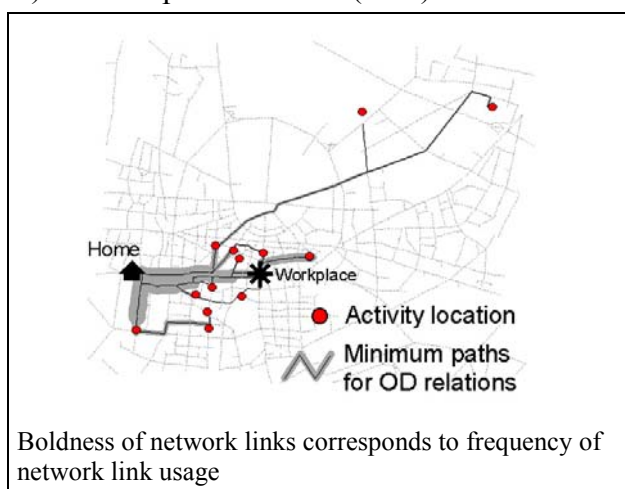 Home
Workplace
Activity location
Minimum paths
for OD relations
Boldness of network links corresponds to frequency of
network link usage